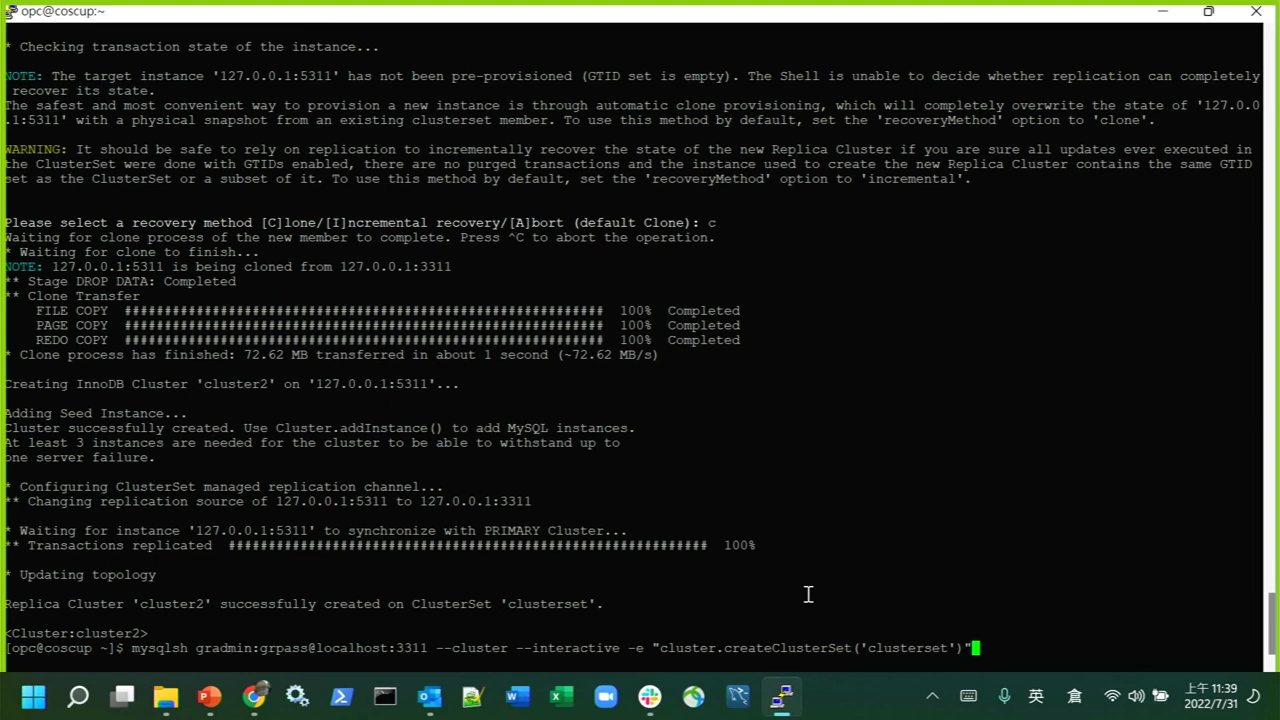 opc@coscup:~
* Checking transaction state of the instance...
NOTE: The target instance '127.0.0.1:5311' has not been pre-provisioned (GTID set is empty). The Shell is unable to decide whether replication can completely
recover its state.
The safest and most convenient way to provision a new instance is through automatic clone provisioning, which will completely overwrite the state of '127.0.0
.1:5311' with a physical snapshot from an existing clusterset member. To use this method by default, set the 'recoveryMethod' option to 'clone'.
WARNING: It should be safe to rely on replication to incrementally recover the state of the new Replica Cluster if you are sure all updates ever executed in
the ClusterSet were done with GTIDs enabled, there are no purged transactions and the instance used to create the new Replica Cluster contains the same GTID
set as the ClusterSet or a subset of it. To use this method by default, set the 'recoveryMethod' option to 'incremental'.
Please select a recovery method [C]lone/[I]ncremental recovery/[A]bort (default Clone): c
Waiting for clone process of the new member to complete. Press ^C to abort the operation.
* Waiting for clone to finish...
NOTE: 127.0.0.1:5311 is being cloned from 127.0.0.1:3311
** Stage DROP DATA: Completed
** Clone Transfer
FILE COPY ############################################################ 100% Completed
PAGE COPY ############################################################ 100% Completed
REDO COPY ############################################################ 100% Completed
* Clone process has finished: 72.62 MB transferred in about 1 second (~72.62 MB/s)
Creating InnoDB Cluster 'cluster2' on '127.0.0.1:5311'...
Adding Seed Instance...
Cluster successfully created. Use Cluster.addInstance() to add MySQL instances.
At least 3 instances are needed for the cluster to be able to withstand up to
one server failure.
* Configuring ClusterSet managed replication channel...
** Changing replication source of 127.0.0.1:5311 to 127.0.0.1:3311
* Waiting for instance '127.0.0.1:5311' to synchronize with PRIMARY Cluster...
** Transactions replicated ############################################################ 100%
* Updating topology
Replica Cluster 'cluster2' successfully created on ClusterSet 'clusterset'.
<Cluster:cluster2>
[opc@coscup ~]$ mysqlsh gradmin:grpass@localhost:3311 --cluster --interactive -e "cluster.createClusterSet('clusterset')"
英
倉
上午 11:39
2022/7/31